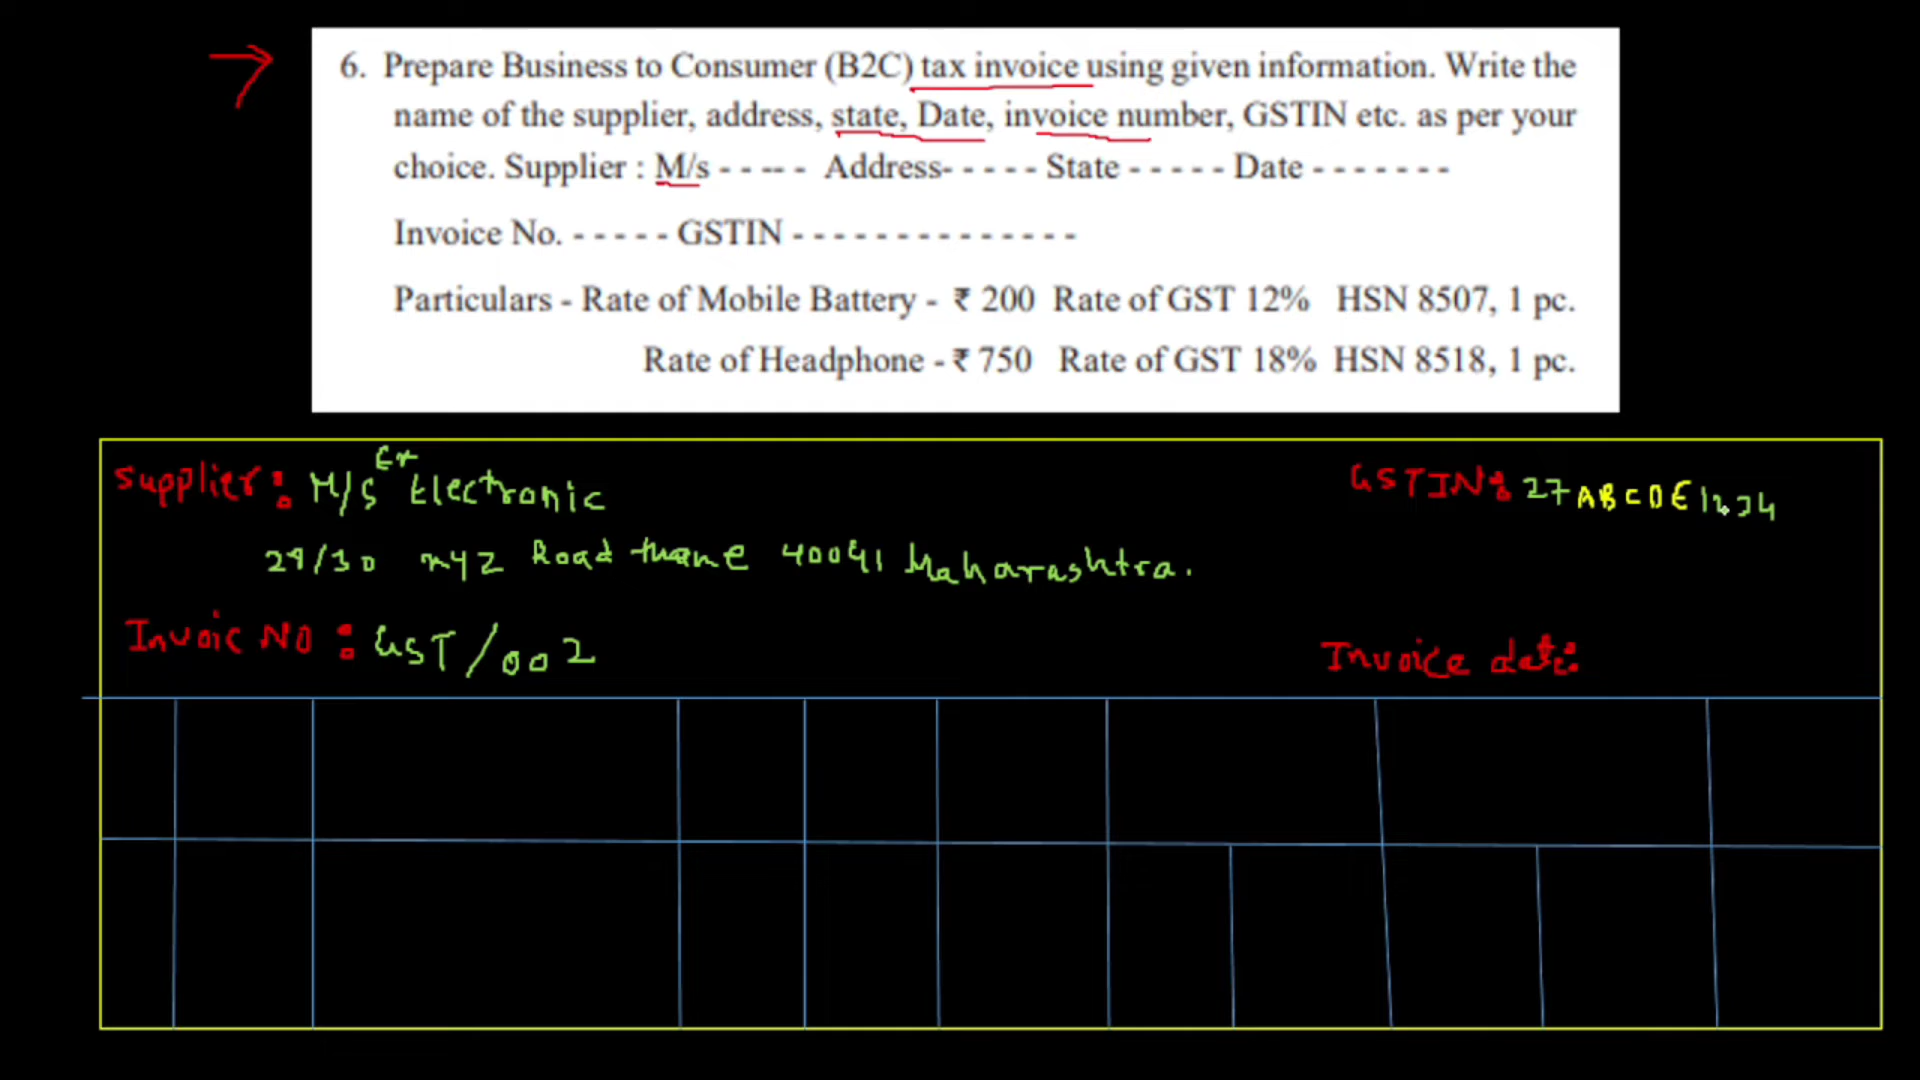 6. Prepare Business to Consumer (B2C) tax invoice using given information. Write the
name of the supplier, address, state, Date, invoice number, GSTIN etc. as per your
choice. Supplier : M/s - - -- - Address- - - - - State - - - - - Date - - - - - - -
Invoice No. - - - - - GSTIN - - - - - - - - - - - - - -
Particulars - Rate of Mobile Battery - ₹ 200 Rate of GST 12% HSN 8507, 1 pc.
Rate of Headphone - ₹ 750 Rate of GST 18% HSN 8518, 1 pc.
Supplier : M/s Electronic GSTIN: 27ABCDE1234
xyz Road thane Maharashtra.
Invoic NO : GST/002 Invoice date: